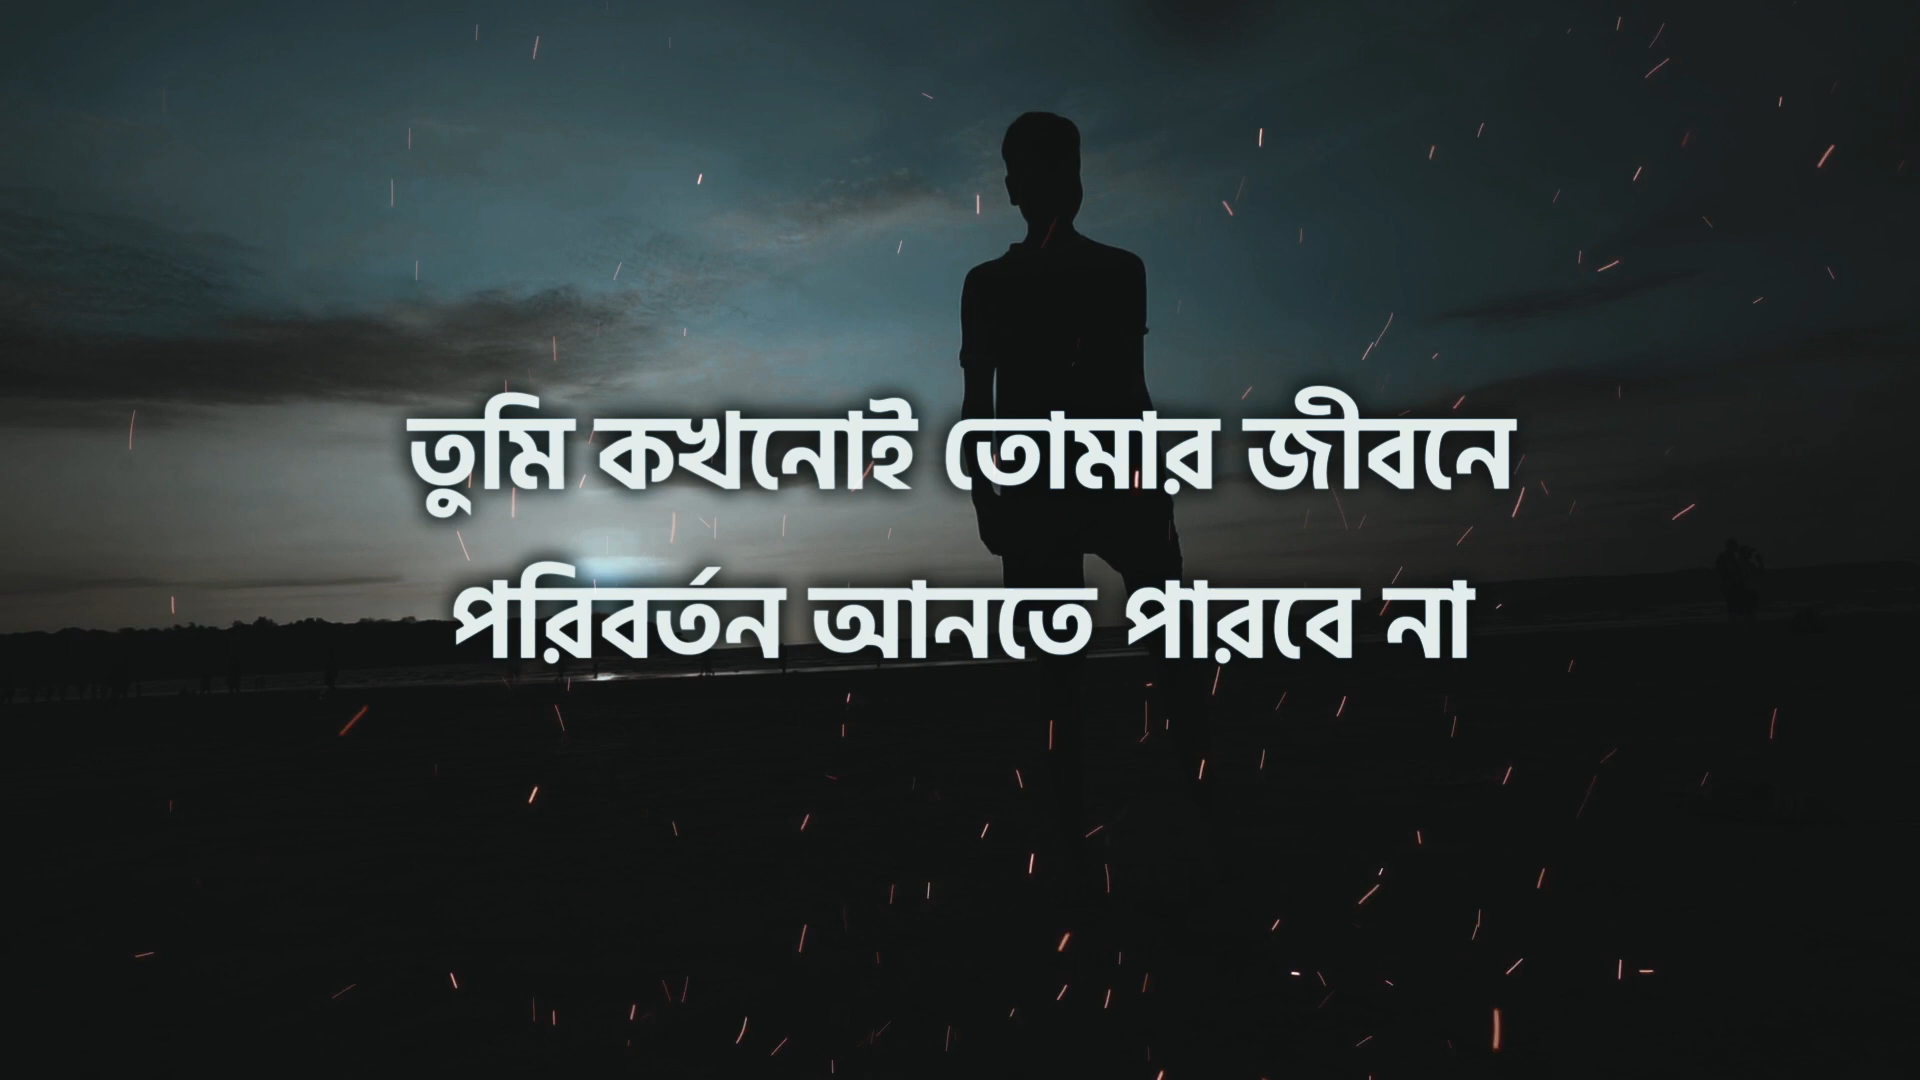 তুমি কখনোই তোমার জীবনে
পরিবর্তন আনতে পারবে না